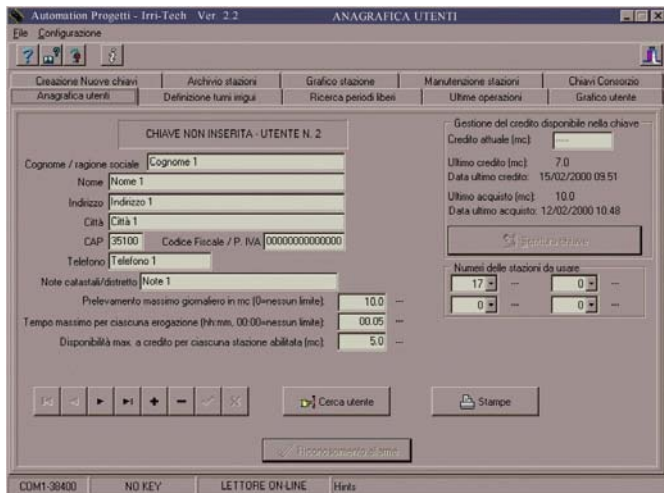 Automation Progetti - Irri-Tech Ver. 2.2 ANAGRAFICA UTENTI
File Configurazione
Creazione Nuove chiavi Archivio stazioni Grafico stazione Manutenzione stazioni Chiavi Consorzio
Anagrafica utenti Definizione turni irrigui Ricerca periodi liberi Ultime operazioni Grafico utente
CHIAVE NON INSERITA - UTENTE N. 2
Cognome / ragione sociale Cognome 1
Nome Nome 1
Indirizzo Indirizzo 1
Città Città 1
CAP 35100 Codice Fiscale / P. IVA 0000000000000
Telefono Telefono 1
Note catastali/distretto Note 1
Prelevamento massimo giornaliero in mc (0=nessun limite): 10.0 ---
Tempo massimo per ciascuna erogazione (hh:mm, 00:00=nessun limite): 00.05 ---
Disponibilità max. a credito per ciascuna stazione abilitata (mc): 5.0 ---
Gestione del credito disponibile nella chiave
Credito attuale (mc): ----
Ultimo credito (mc): 7.0
Data ultimo credito: 15/02/2000 09.51
Ultimo acquisto (mc): 10.0
Data ultimo acquisto: 12/02/2000 10.48
Scrittura chiave
Numeri delle stazioni da usare
17 --- 0 ---
0 --- 0 ---
Cerca utente Stampe
Riconoscimento utente
COM1-38400 NO KEY LETTORE ON-LINE Hints